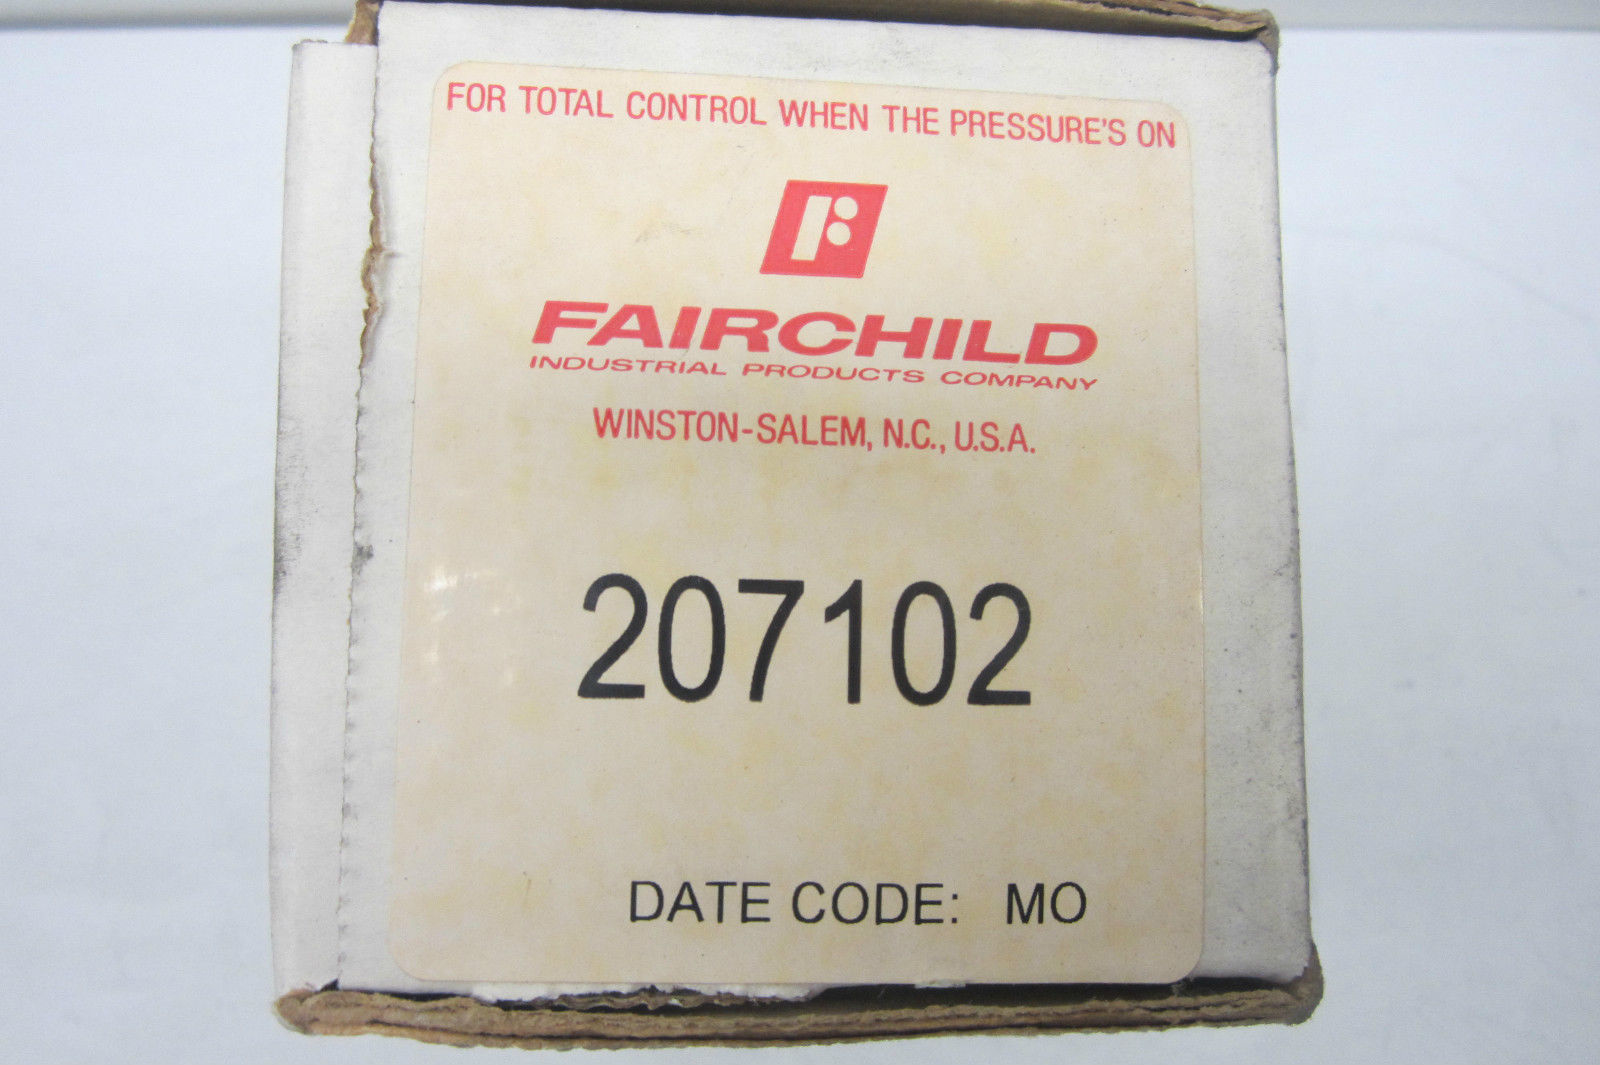 FOR TOTAL CONTROL WHEN THE PRESSURE'S ON
FAIRCHILD
INDUSTRIAL PRODUCTS COMPANY
WINSTON-SALEM, N.C., U.S.A.
207102
DATE CODE: MO